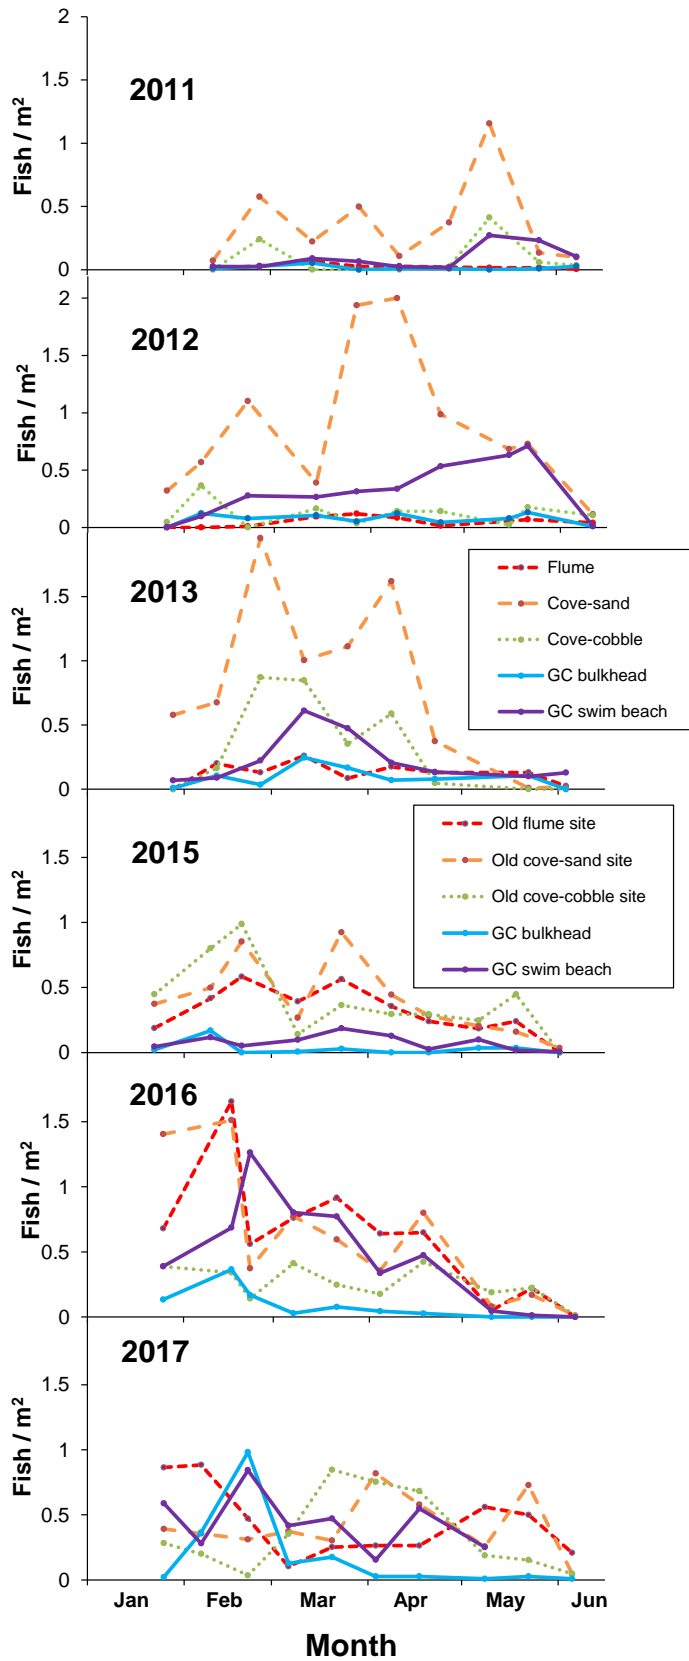 2
1.5
1
0.5
0
Fish / m²
2011
2
1.5
1
0.5
0
Fish / m²
2012
1.5
1
0.5
0
Fish / m²
2013
Flume
Cove-sand
Cove-cobble
GC bulkhead
GC swim beach
1.5
1
0.5
0
Fish / m²
2015
Old flume site
Old cove-sand site
Old cove-cobble site
GC bulkhead
GC swim beach
1.5
1
0.5
0
Fish / m²
2016
1.5
1
0.5
0
Fish / m²
2017
Jan Feb Mar Apr May Jun
Month